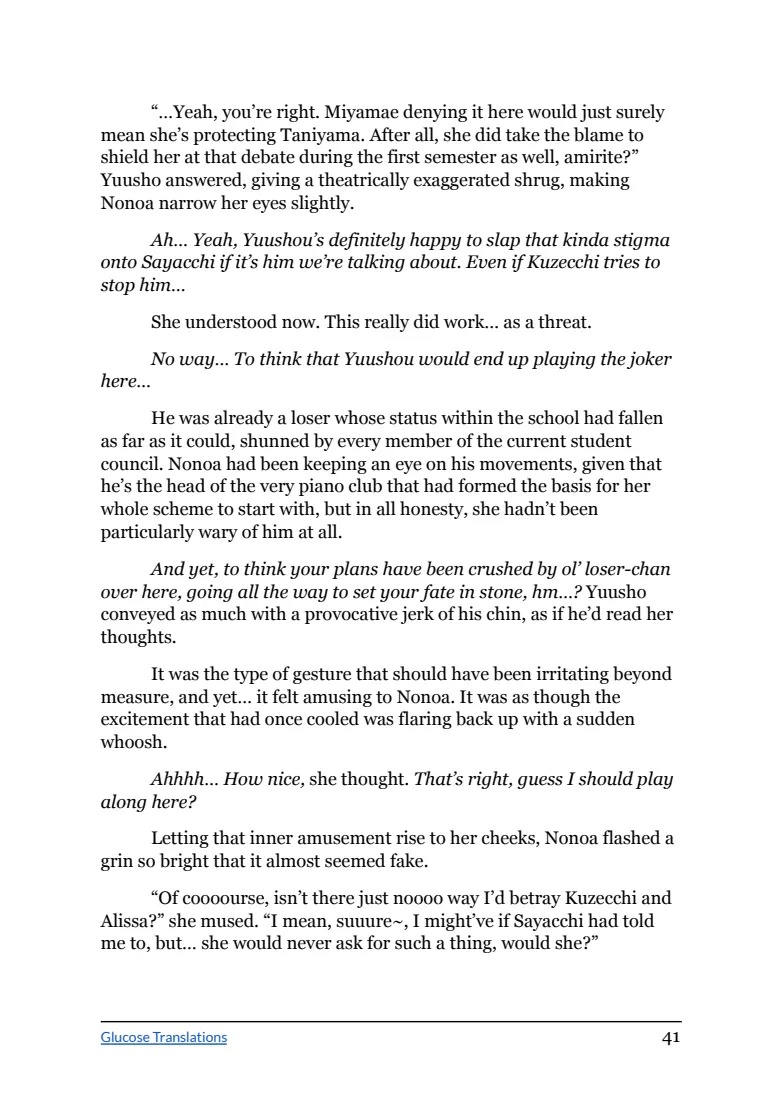 “…Yeah, you’re right. Miyamae denying it here would just surely
mean she’s protecting Taniyama. After all, she did take the blame to
shield her at that debate during the first semester as well, amirite?”
Yuusho answered, giving a theatrically exaggerated shrug, making
Nonoa narrow her eyes slightly.
Ah… Yeah, Yuushou’s definitely happy to slap that kinda stigma
onto Sayacchi if it’s him we’re talking about. Even if Kuzecchi tries to
stop him…
She understood now. This really did work… as a threat.
No way… To think that Yuushou would end up playing the joker
here…
He was already a loser whose status within the school had fallen
as far as it could, shunned by every member of the current student
council. Nonoa had been keeping an eye on his movements, given that
he’s the head of the very piano club that had formed the basis for her
whole scheme to start with, but in all honesty, she hadn’t been
particularly wary of him at all.
And yet, to think your plans have been crushed by ol’ loser-chan
over here, going all the way to set your fate in stone, hm…? Yuusho
conveyed as much with a provocative jerk of his chin, as if he’d read her
thoughts.
It was the type of gesture that should have been irritating beyond
measure, and yet… it felt amusing to Nonoa. It was as though the
excitement that had once cooled was flaring back up with a sudden
whoosh.
Ahhhh… How nice, she thought. That’s right, guess I should play
along here?
Letting that inner amusement rise to her cheeks, Nonoa flashed a
grin so bright that it almost seemed fake.
“Of coooourse, isn’t there just noooo way I’d betray Kuzecchi and
Alissa?” she mused. “I mean, suuure~, I might’ve if Sayacchi had told
me to, but… she would never ask for such a thing, would she?”
Glucose Translations
41